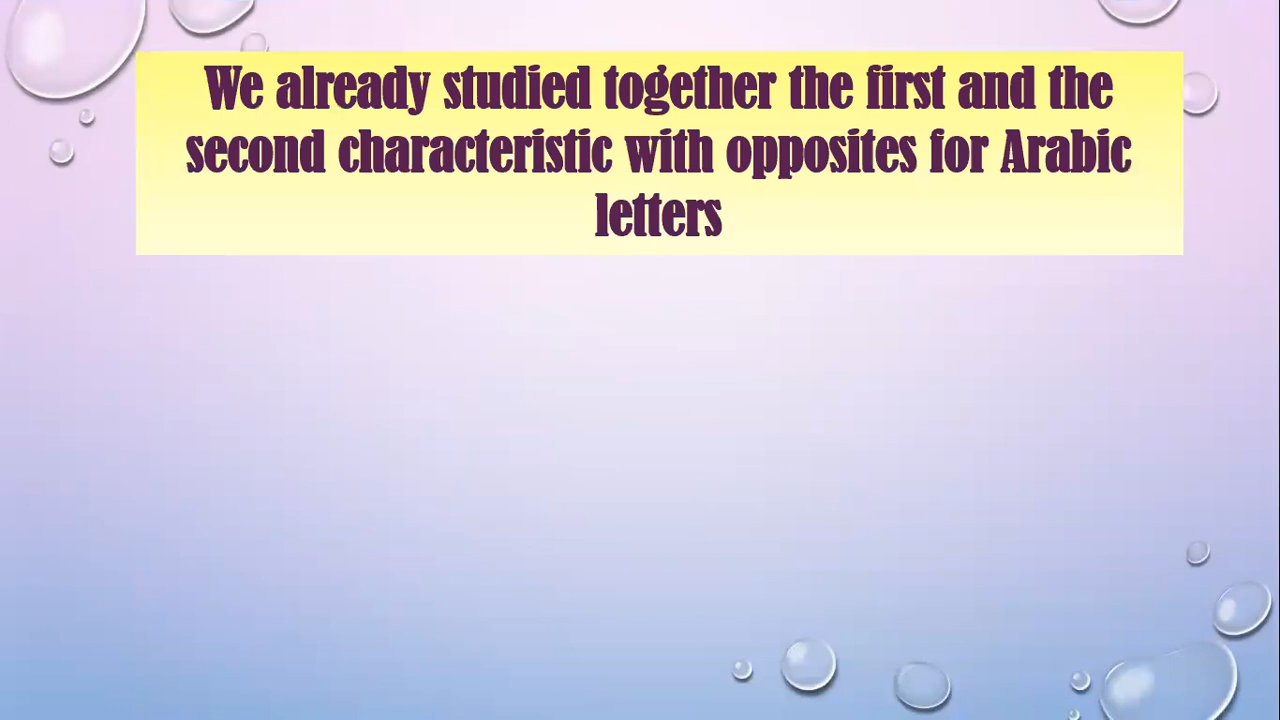 We already studied together the first and the
second characteristic with opposites for Arabic
letters